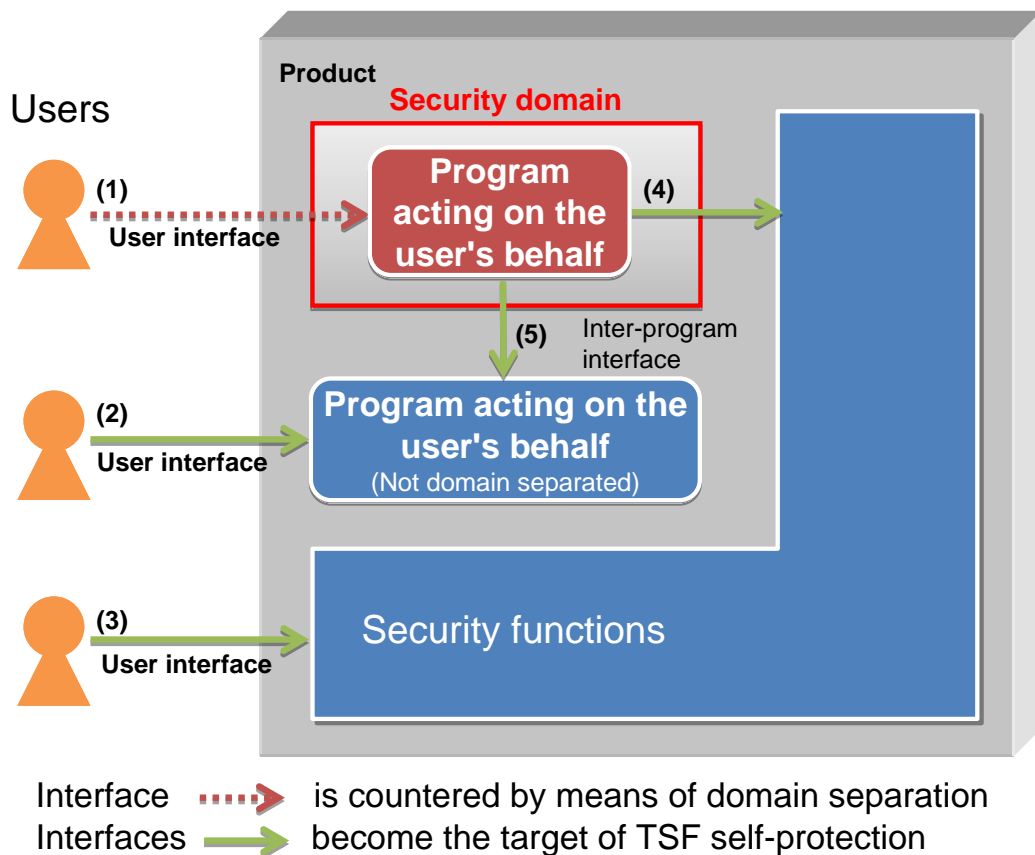 Product
Security domain
Users
(1)
User interface
Program
acting on the
user's behalf
(4)
(5)
Inter-program
interface
(2)
User interface
Program acting on the
user's behalf
(Not domain separated)
(3)
User interface
Security functions
Interface is countered by means of domain separation
Interfaces become the target of TSF self-protection